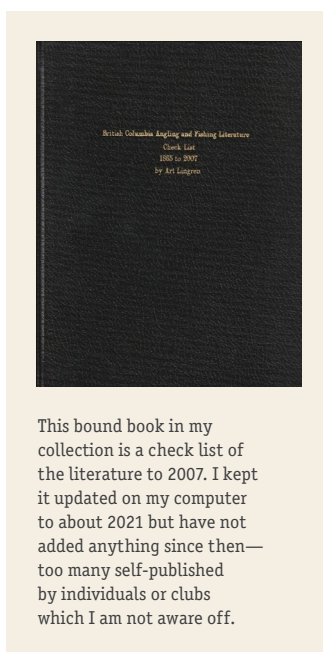 British Columbia Angling and Fishing Literature
Check List
1865 to 2007
by Art Lingren
This bound book in my
collection is a check list of
the literature to 2007. I kept
it updated on my computer
to about 2021 but have not
added anything since then—
too many self-published
by individuals or clubs
which I am not aware off.